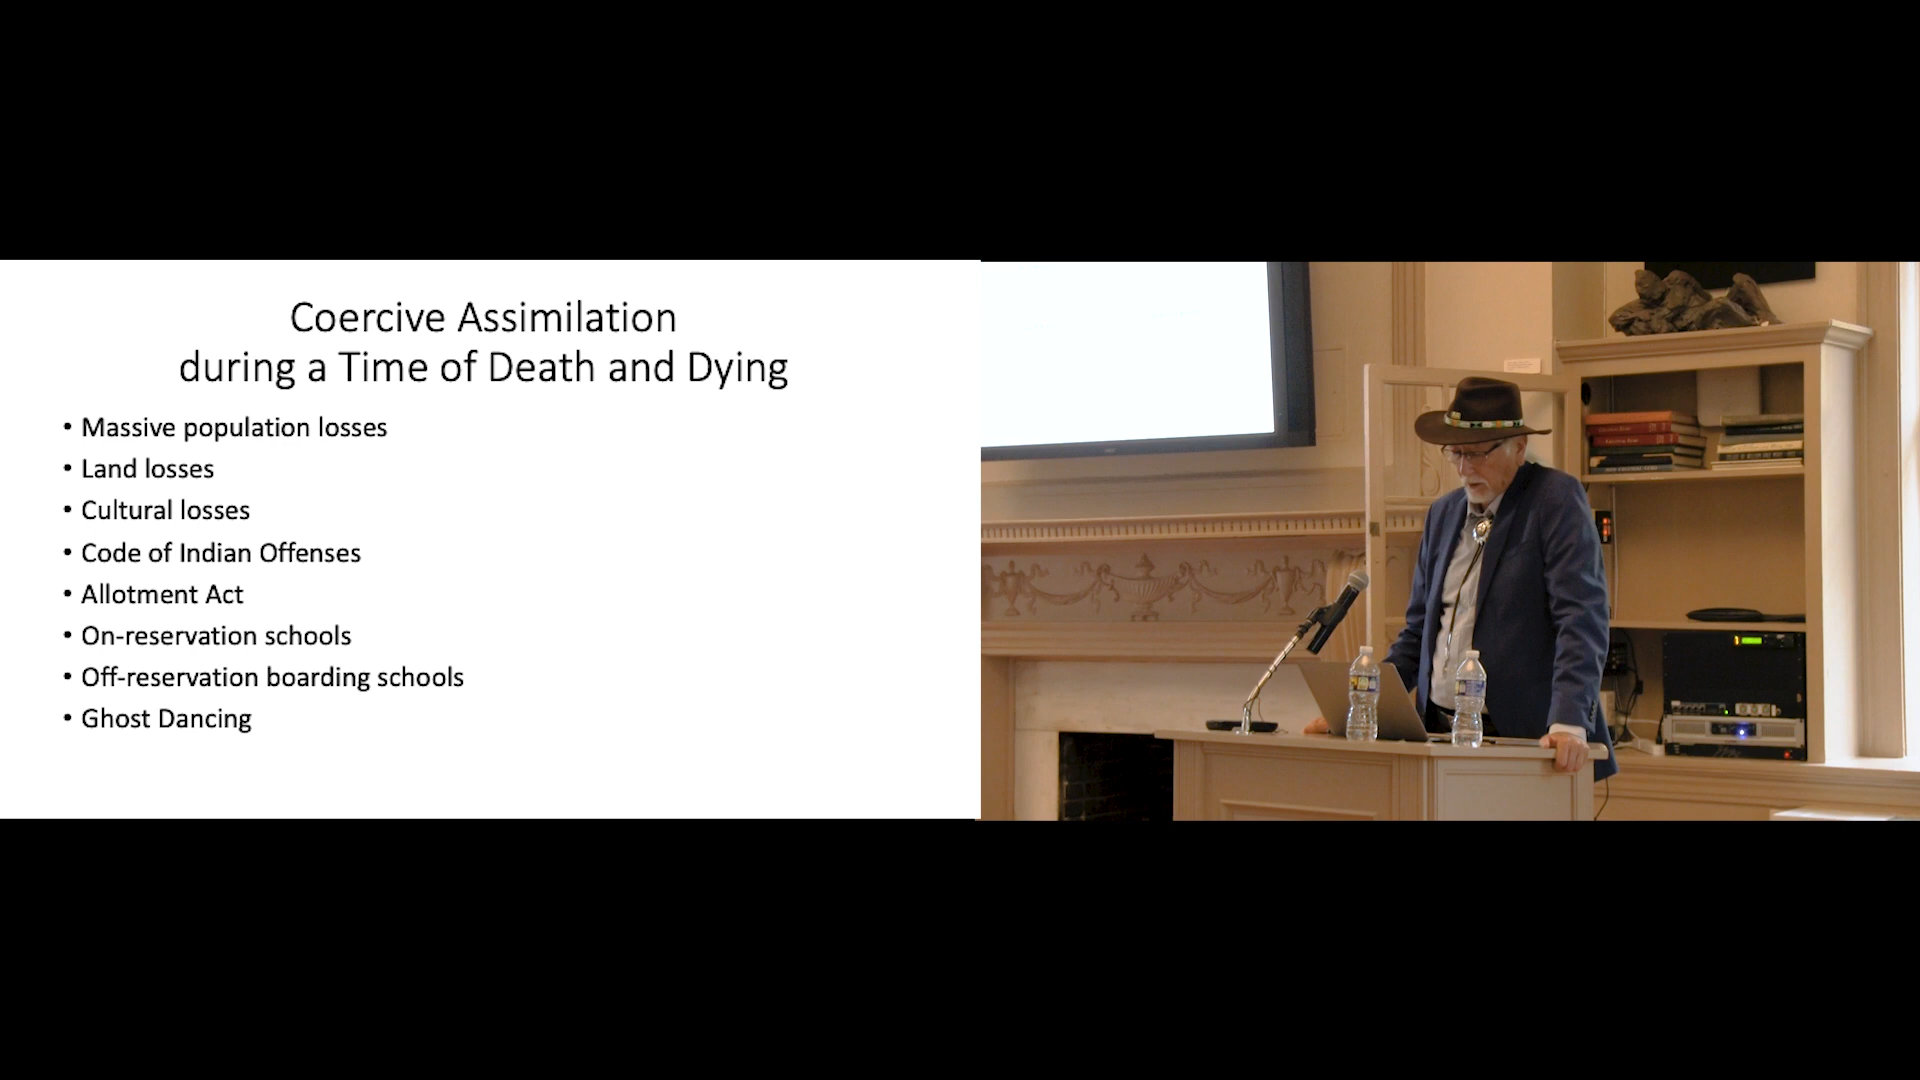 Coercive Assimilation
during a Time of Death and Dying
• Massive population losses
• Land losses
• Cultural losses
• Code of Indian Offenses
• Allotment Act
• On-reservation schools
• Off-reservation boarding schools
• Ghost Dancing